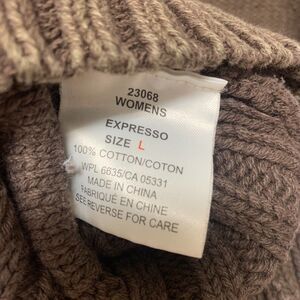 23068
WOMENS
EXPRESSO
SIZE L
100% COTTON/COTON
WPL 6635/CA 05331
MADE IN CHINA
FABRIQUÉ EN CHINE
SEE REVERSE FOR CARE